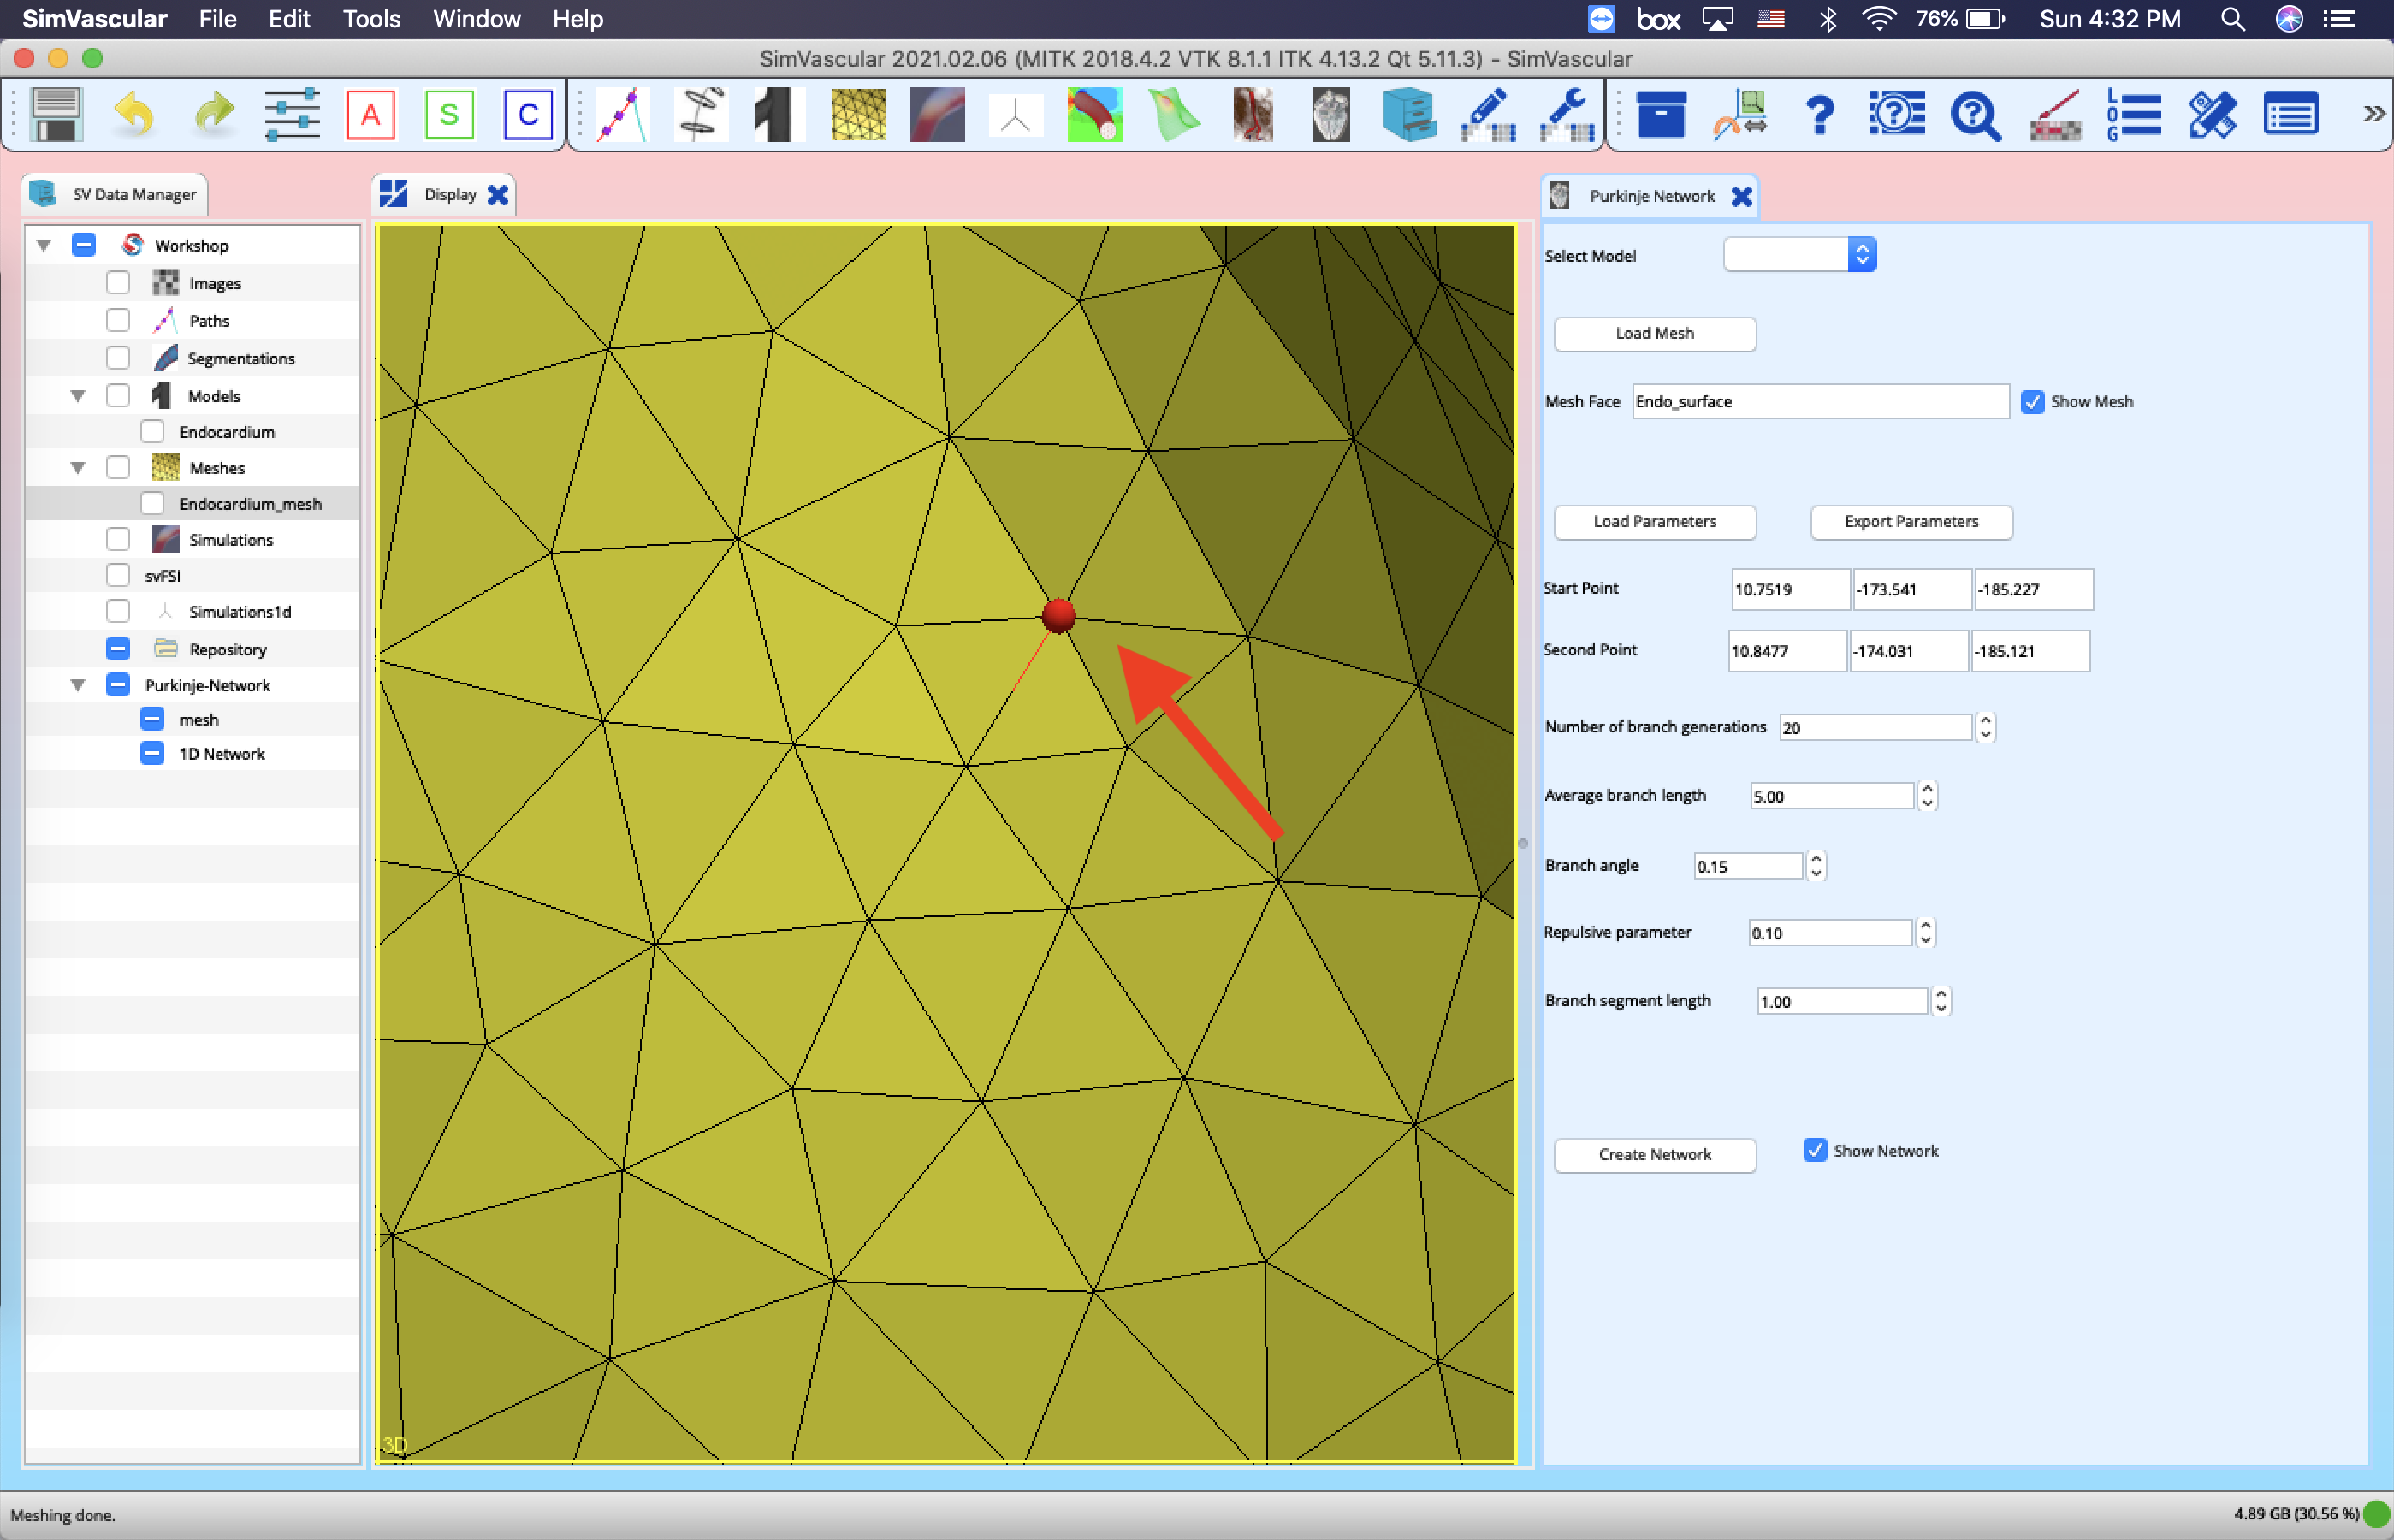 SimVascular File Edit Tools Window Help box 76% Sun 4:32 PM
SimVascular 2021.02.06 (MITK 2018.4.2 VTK 8.1.1 ITK 4.13.2 Qt 5.11.3) - SimVascular
A S C ? ? ? LOG »
SV Data Manager
Workshop
Images
Paths
Segmentations
Models
Endocardium
Meshes
Endocardium_mesh
Simulations
svFSI
Simulations1d
Repository
Purkinje-Network
mesh
1D Network
Display
3D
Purkinje Network
Select Model
Load Mesh
Mesh Face Endo_surface Show Mesh
Load Parameters Export Parameters
Start Point 10.7519 -173.541 -185.227
Second Point 10.8477 -174.031 -185.121
Number of branch generations 20
Average branch length 5.00
Branch angle 0.15
Repulsive parameter 0.10
Branch segment length 1.00
Create Network Show Network
Meshing done.
4.89 GB (30.56 %)